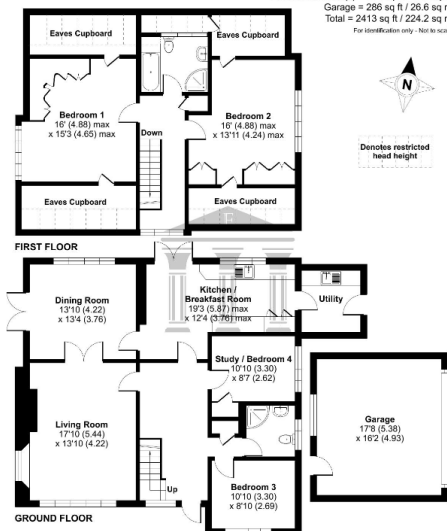 Garage = 286 sq ft / 26.6 sq m
Total = 2413 sq ft / 224.2 sq m
For identification only - Not to scale
N
Denotes restricted
head height
Eaves Cupboard
Eaves Cupboard
Bedroom 1
16' (4.88) max
x 15'3 (4.65) max
Bedroom 2
16' (4.88) max
x 13'11 (4.24) max
Down
Eaves Cupboard
Eaves Cupboard
FIRST FLOOR
E
Dining Room
13'10 (4.22)
x 13'4 (3.76)
Kitchen /
Breakfast Room
19'3 (5.87) max
x 12'4 (3.76) max
Utility
Study / Bedroom 4
10'10 (3.30)
x 8'7 (2.62)
Living Room
17'10 (5.44)
x 13'10 (4.22)
Garage
17'8 (5.38)
x 16'2 (4.93)
Up
Bedroom 3
10'10 (3.30)
x 8'10 (2.69)
GROUND FLOOR